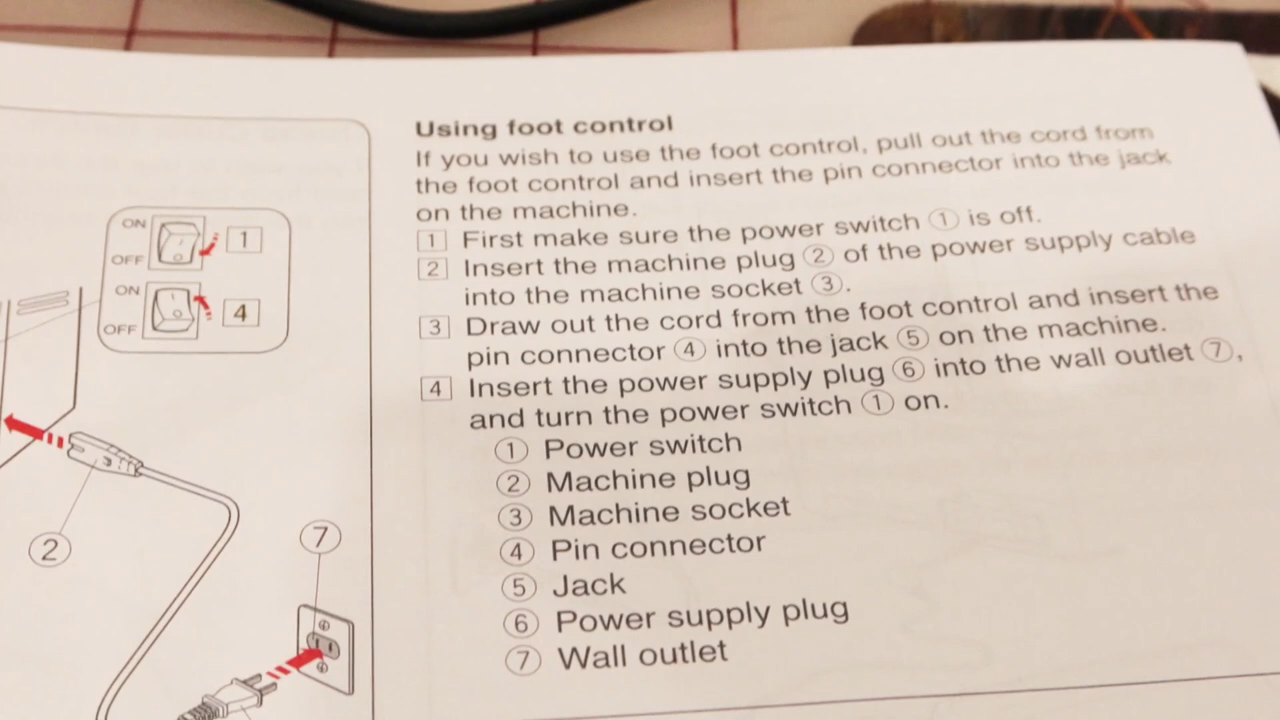 Using foot control
If you wish to use the foot control, pull out the cord from
the foot control and insert the pin connector into the jack
on the machine.
1 First make sure the power switch ① is off.
2 Insert the machine plug ② of the power supply cable
into the machine socket ③.
3 Draw out the cord from the foot control and insert the
pin connector ④ into the jack ⑤ on the machine.
4 Insert the power supply plug ⑥ into the wall outlet ⑦,
and turn the power switch ① on.
① Power switch
② Machine plug
③ Machine socket
④ Pin connector
⑤ Jack
⑥ Power supply plug
⑦ Wall outlet
ON
OFF
1
ON
OFF
4
②
⑦